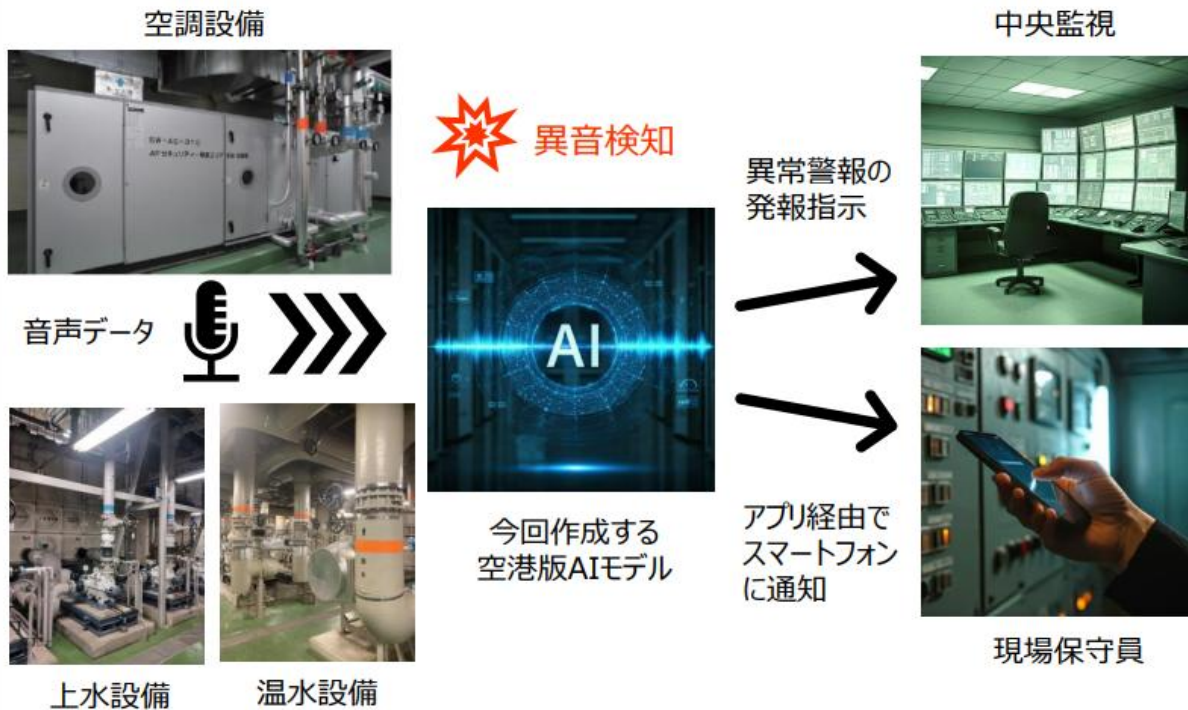 空調設備
中央監視
異音検知
異常警報の
発報指示
音声データ
AI
今回作成する
空港版AIモデル
アプリ経由で
スマートフォン
に通知
現場保守員
上水設備
温水設備